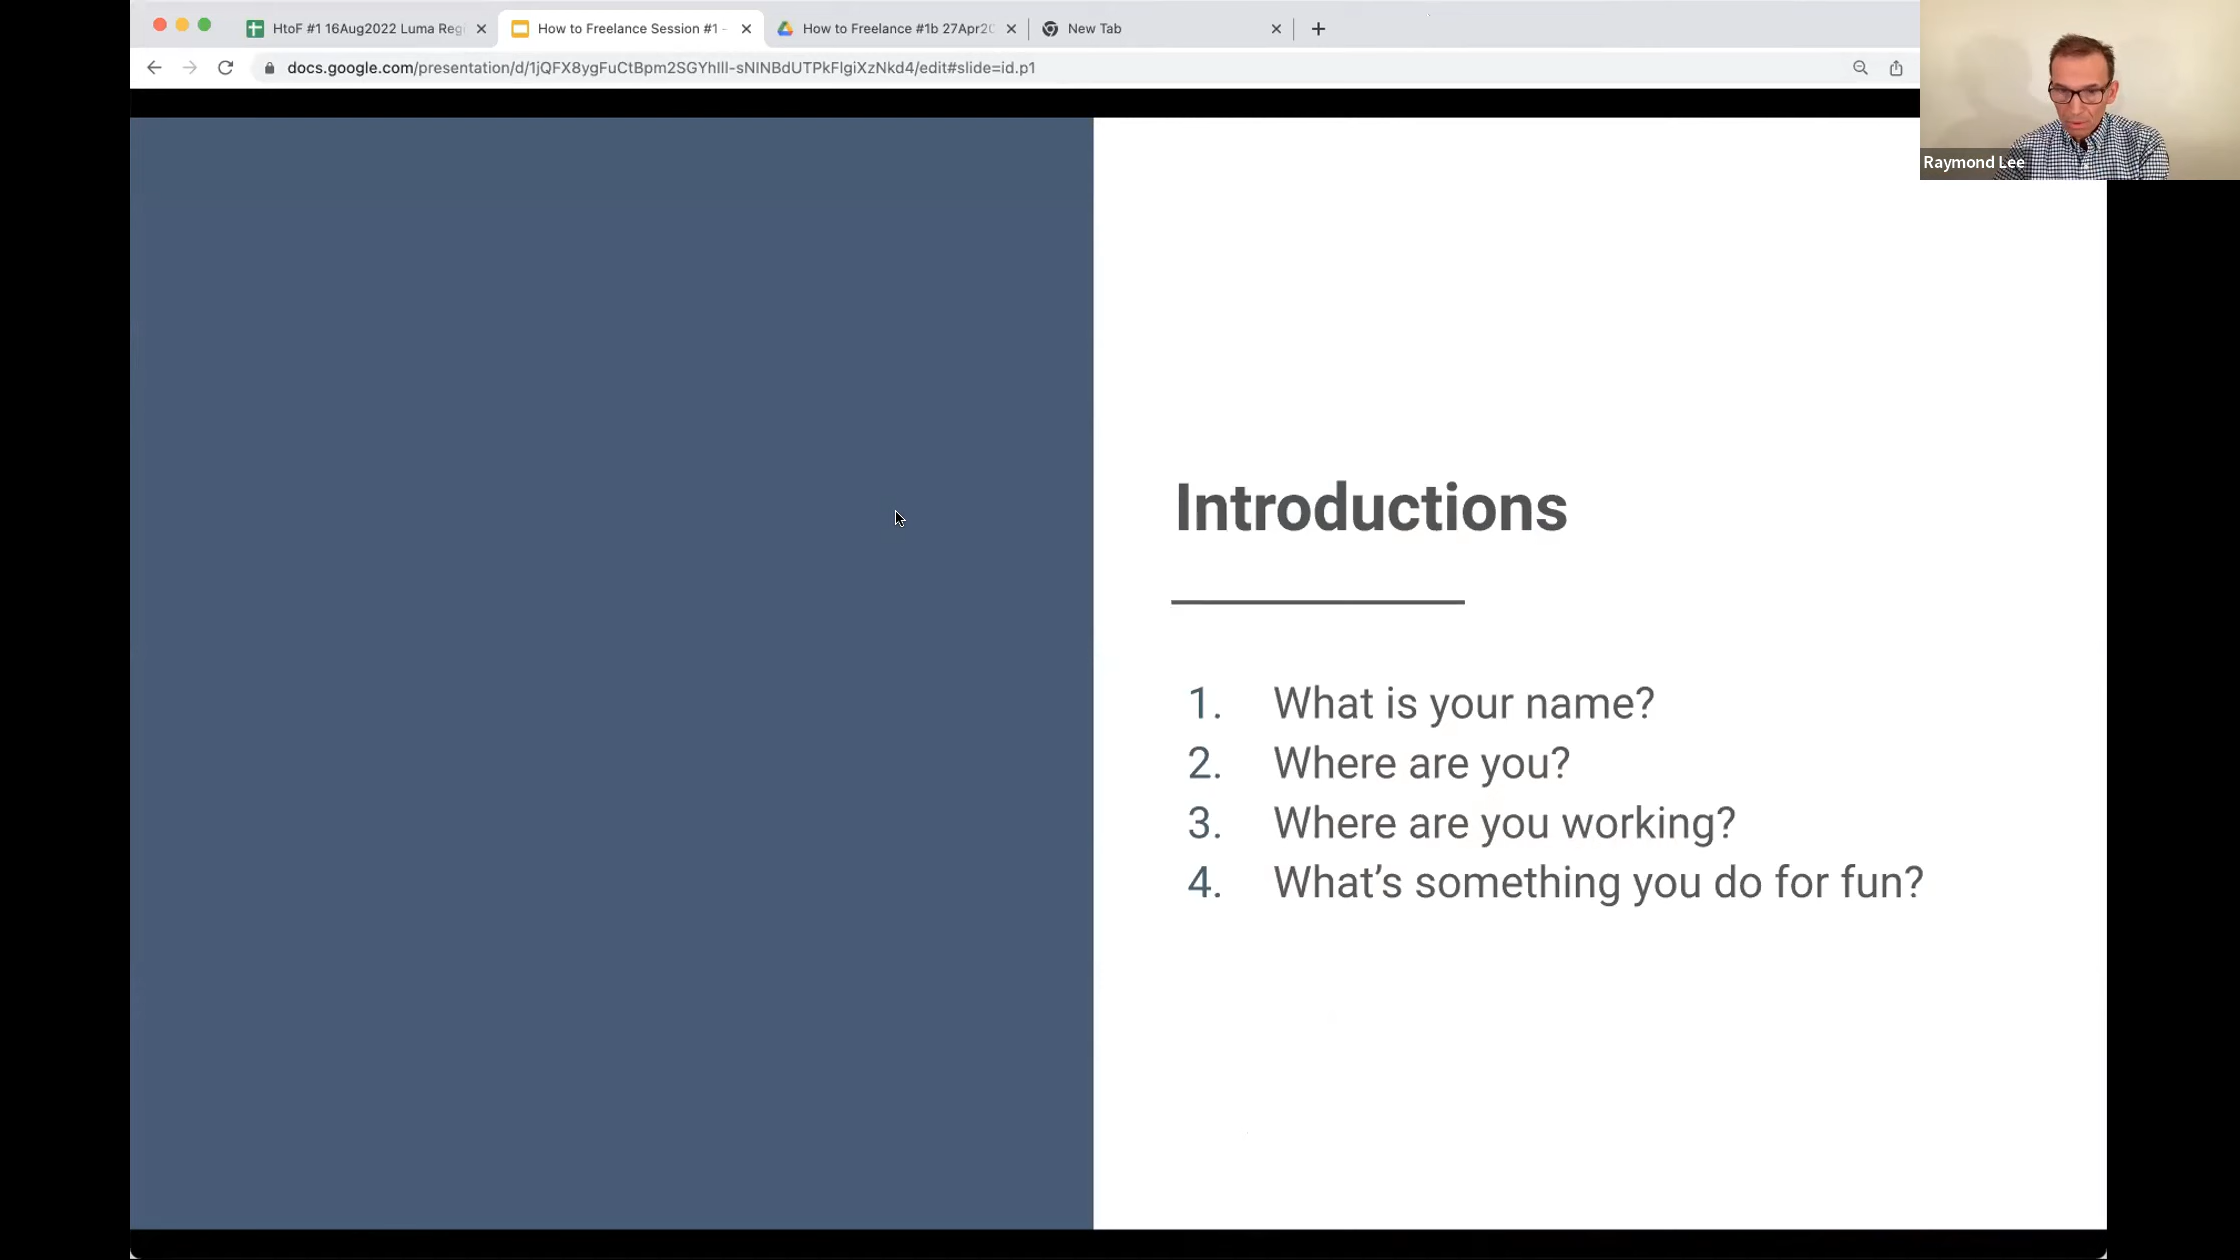 HtoF #1 16Aug2022 Luma Reg
How to Freelance Session #1 -
How to Freelance #1b 27Apr20
New Tab
docs.google.com/presentation/d/1jQFX8ygFuCtBpm2SGYhlll-sNlNBdUTPkFlgiXzNkd4/edit#slide=id.p1
Raymond Lee
Introductions
1. What is your name?
2. Where are you?
3. Where are you working?
4. What’s something you do for fun?